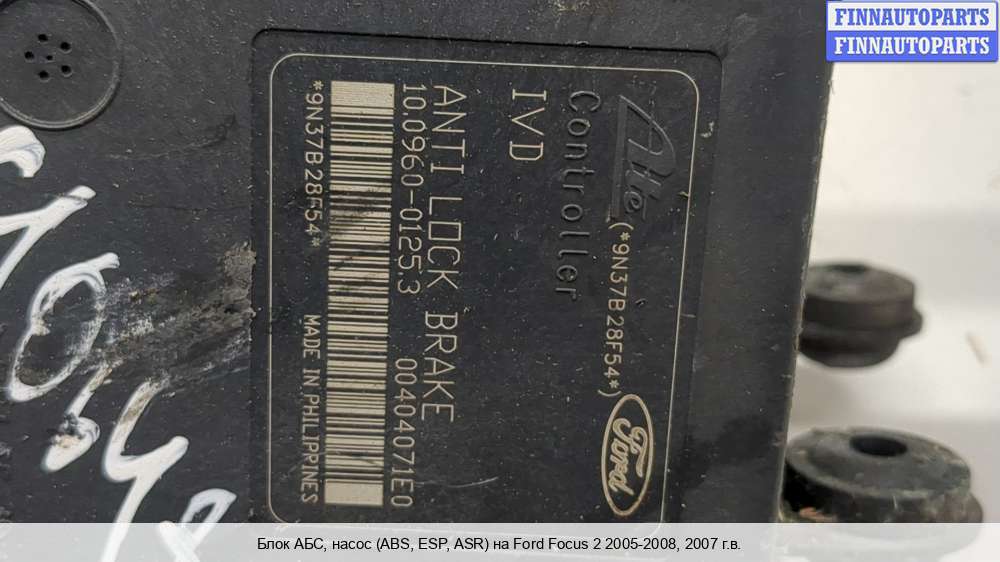 FINNAUTOPARTS
FINNAUTOPARTS
Ate (*9N37B28F54*) Ford
Controller
IVD
ANTI LOCK BRAKE
10.0960-0125.3 00404071E0
*9N37B28F54* MADE IN PHILIPPINES
Блок АБС, насос (ABS, ESP, ASR) на Ford Focus 2 2005-2008, 2007 г.в.